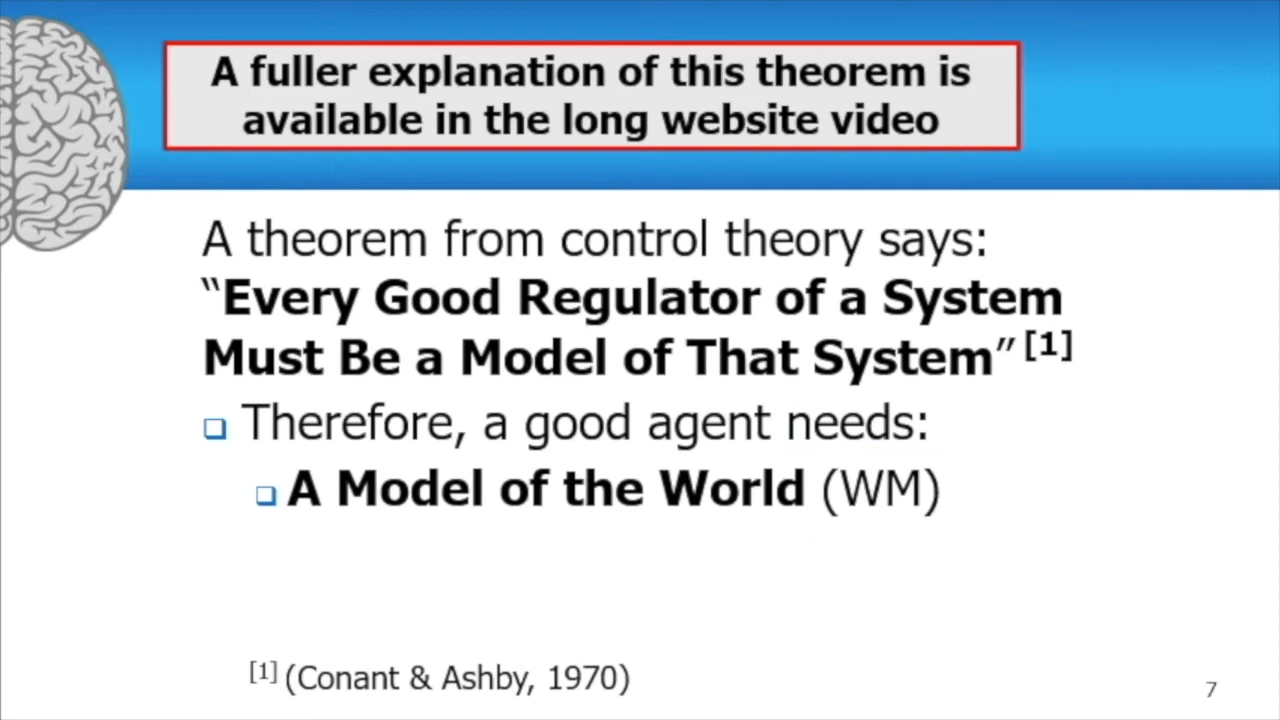 A fuller explanation of this theorem is
available in the long website video
A theorem from control theory says:
“Every Good Regulator of a System
Must Be a Model of That System” [1]
Therefore, a good agent needs:
A Model of the World (WM)
[1] (Conant & Ashby, 1970)
7